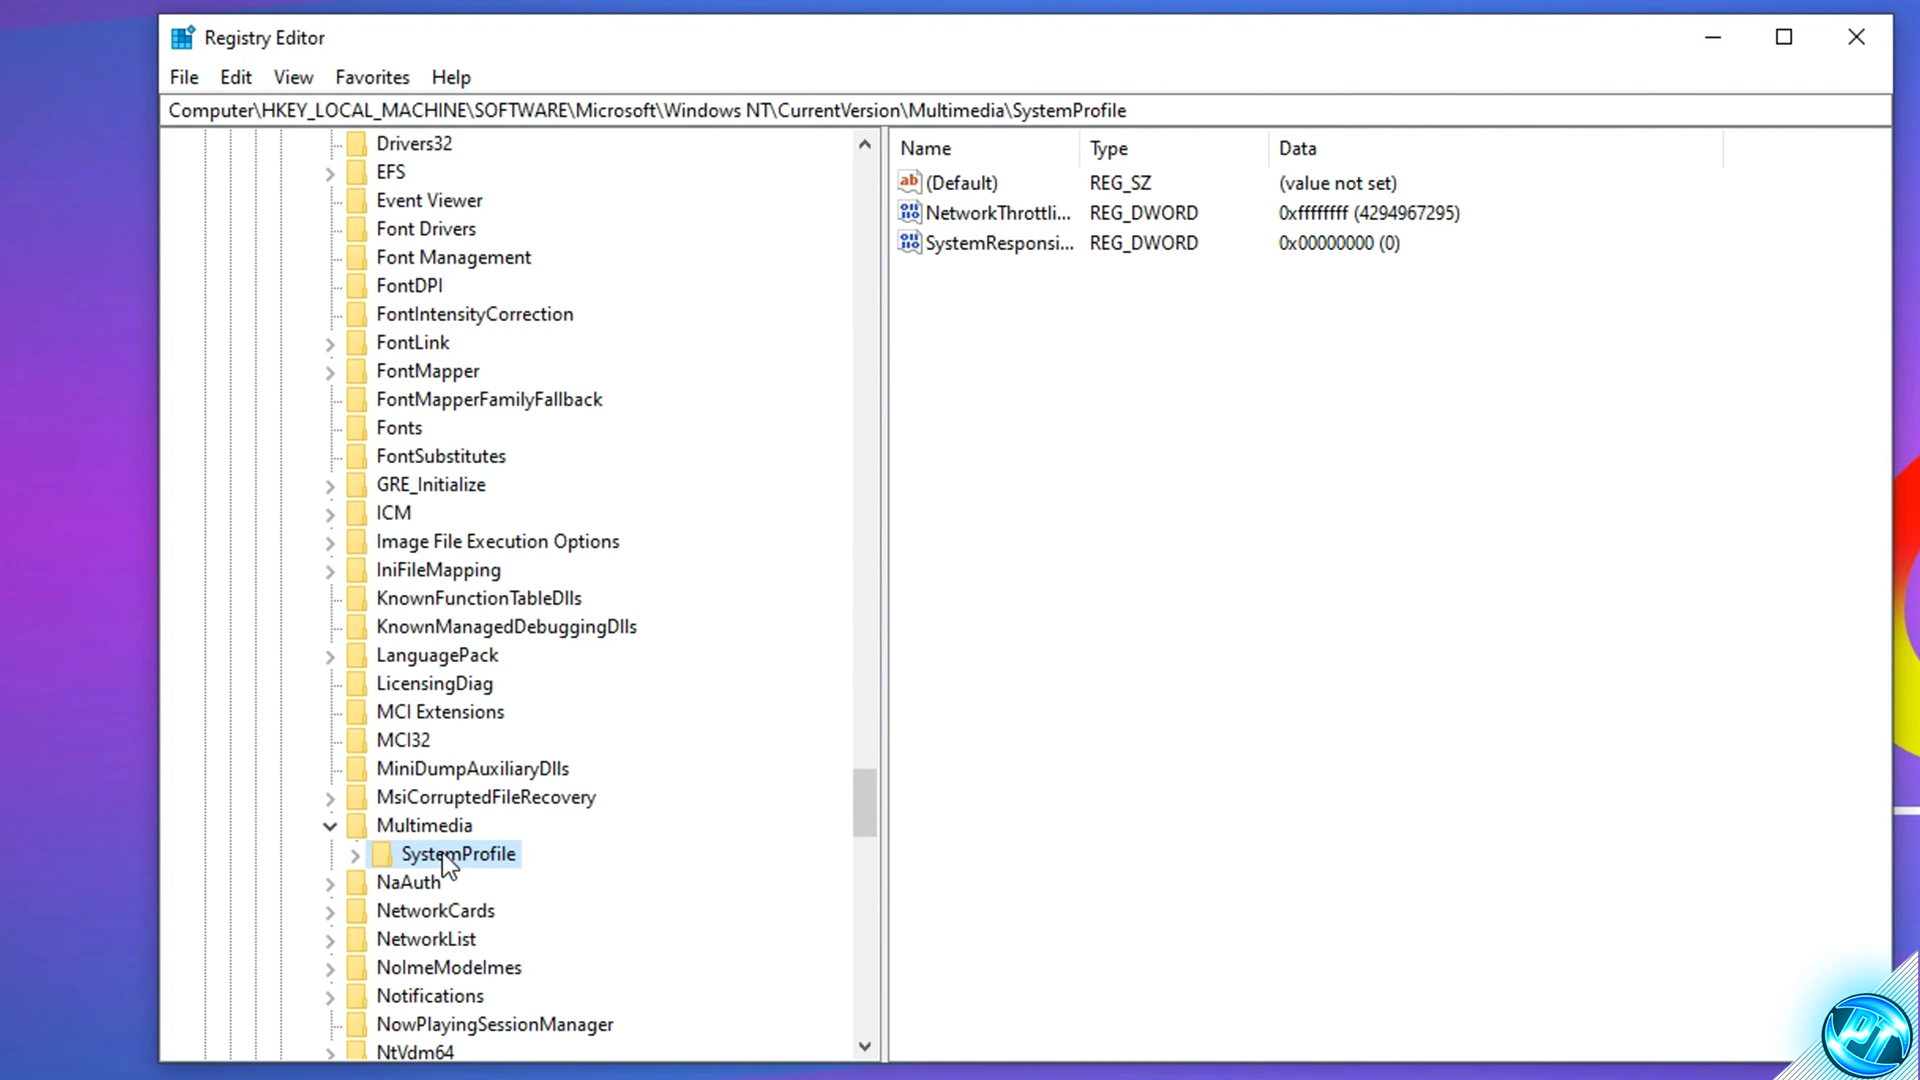 Registry Editor
File Edit View Favorites Help
Computer\HKEY_LOCAL_MACHINE\SOFTWARE\Microsoft\Windows NT\CurrentVersion\Multimedia\SystemProfile
Drivers32
EFS
Event Viewer
Font Drivers
Font Management
FontDPI
FontIntensityCorrection
FontLink
FontMapper
FontMapperFamilyFallback
Fonts
FontSubstitutes
GRE_Initialize
ICM
Image File Execution Options
IniFileMapping
KnownFunctionTableDlls
KnownManagedDebuggingDlls
LanguagePack
LicensingDiag
MCI Extensions
MCI32
MiniDumpAuxiliaryDlls
MsiCorruptedFileRecovery
Multimedia
SystemProfile
NaAuth
NetworkCards
NetworkList
NoImeModeImes
Notifications
NowPlayingSessionManager
NtVdm64
Name Type Data
(Default) REG_SZ (value not set)
NetworkThrottli... REG_DWORD 0xffffffff (4294967295)
SystemResponsi... REG_DWORD 0x00000000 (0)